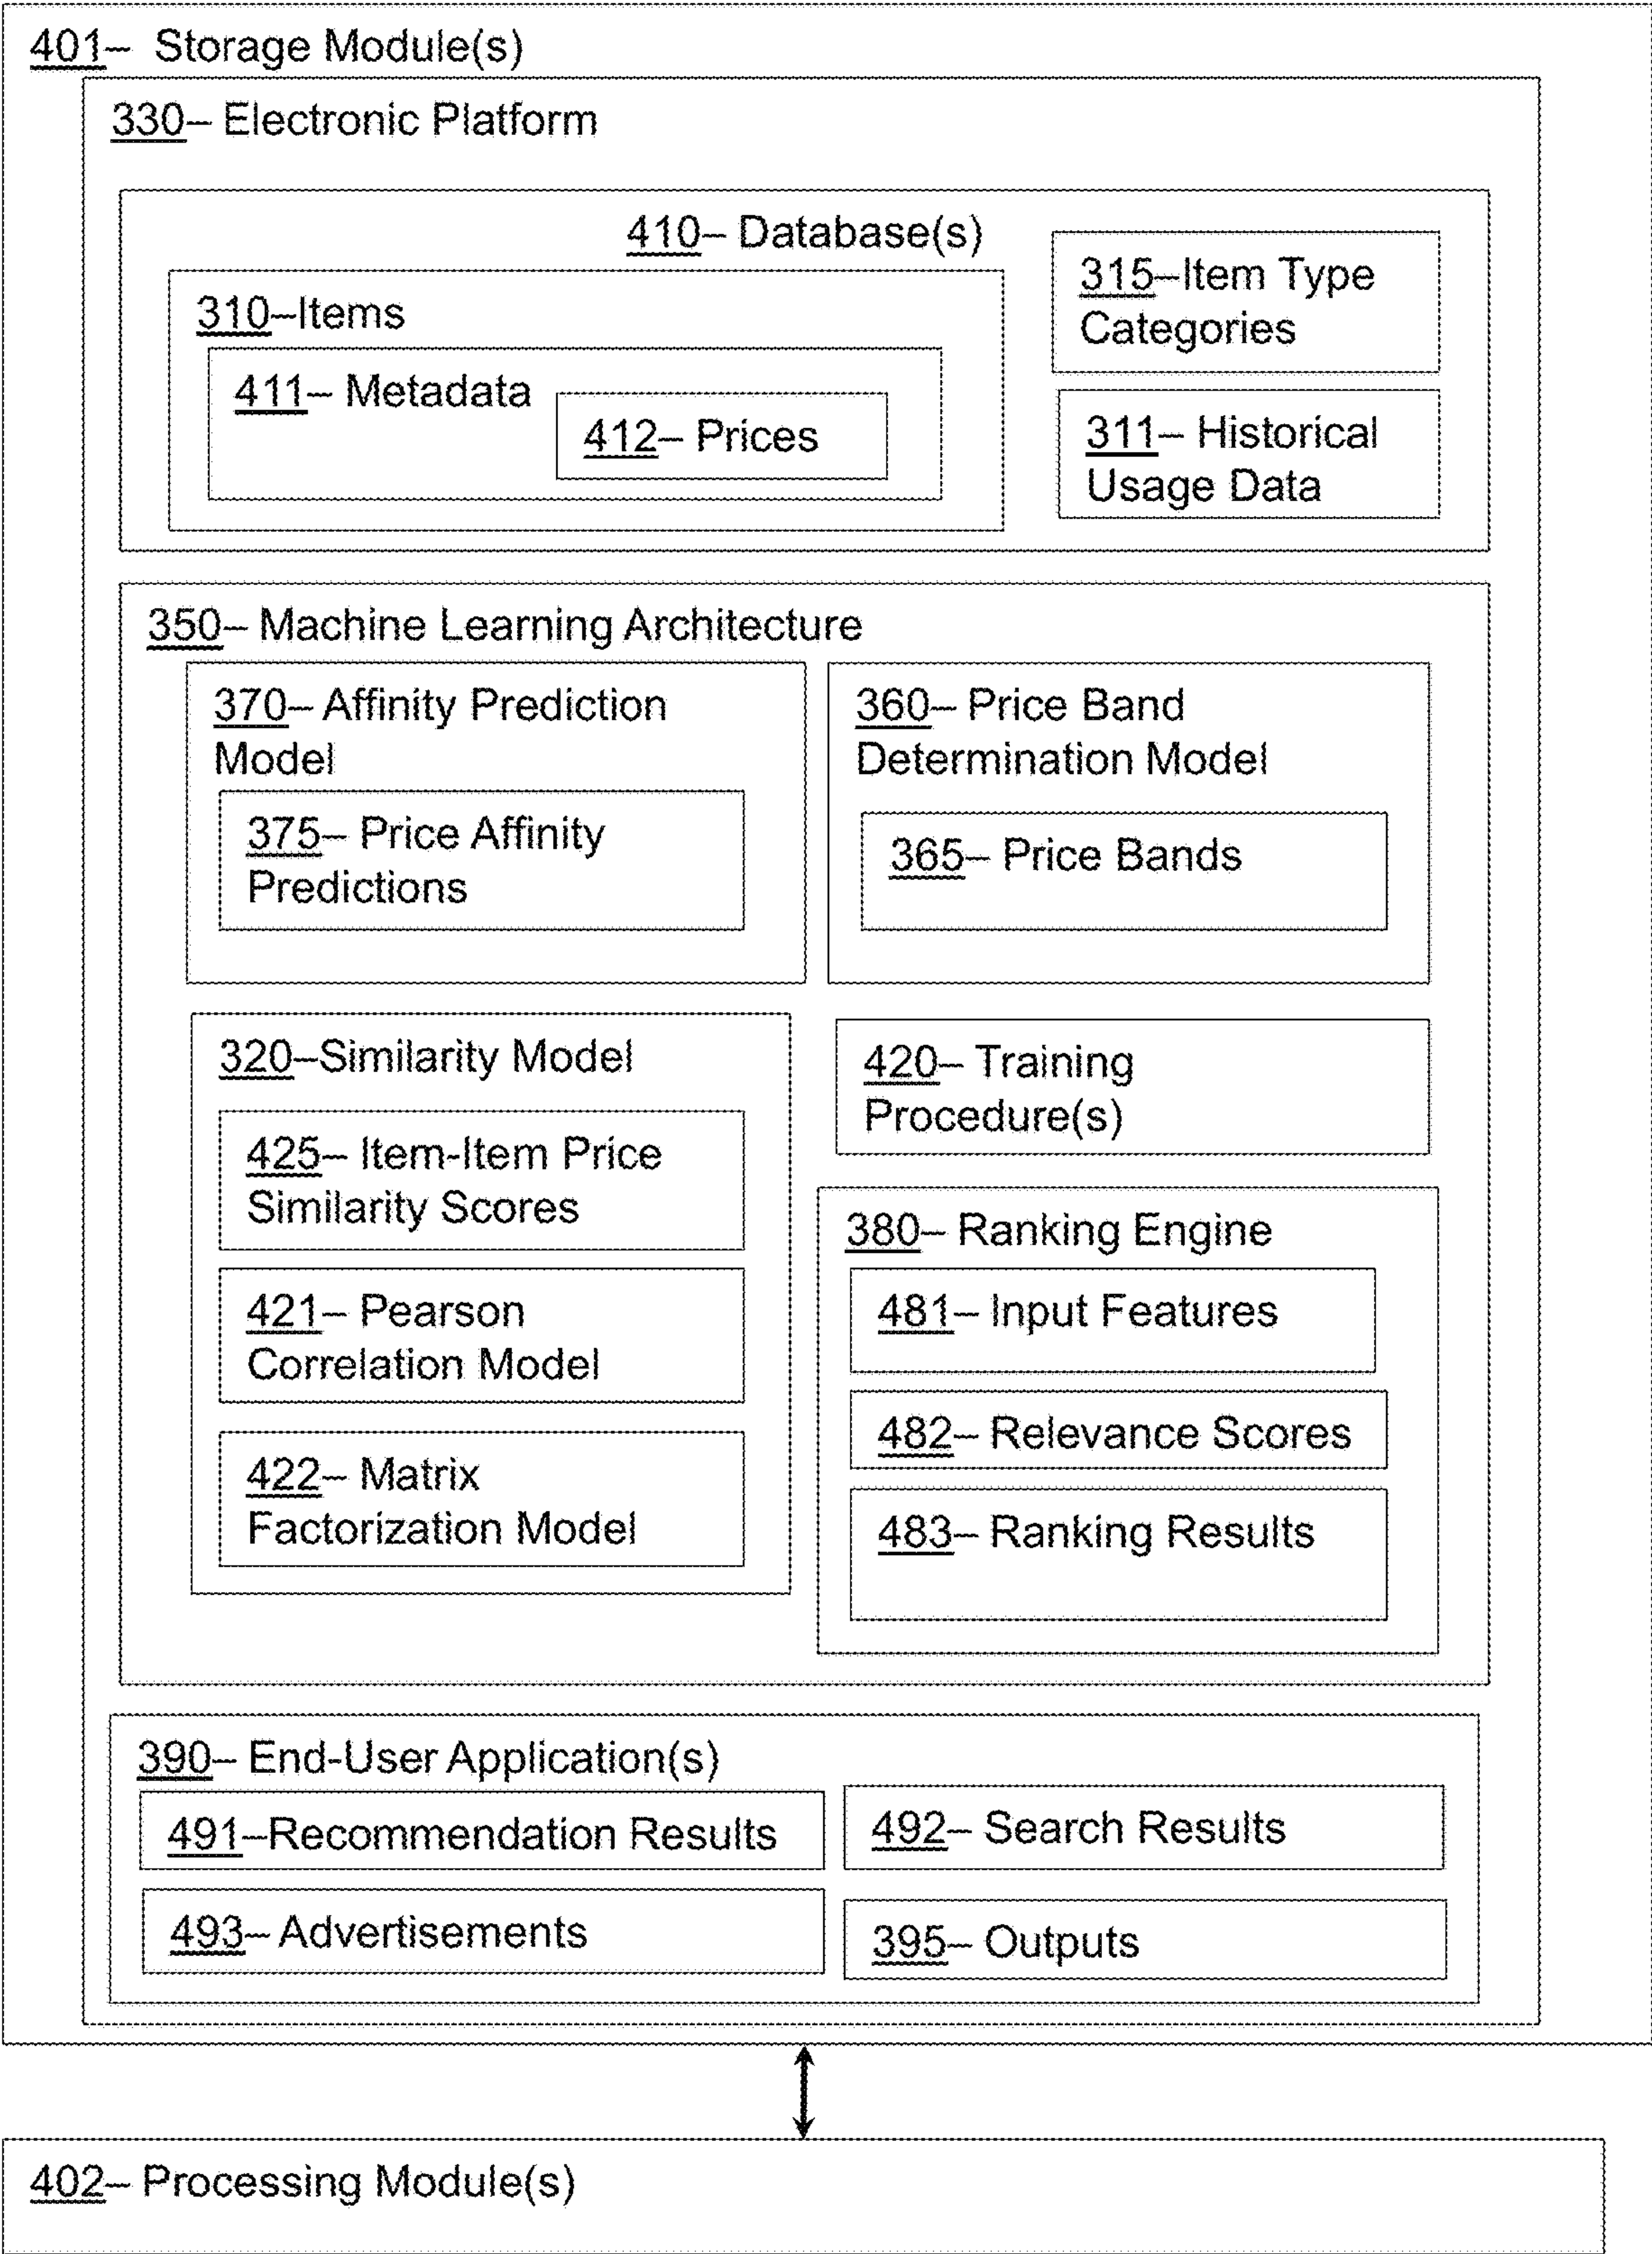 401– Storage Module(s)
330– Electronic Platform
410– Database(s)
310–Items
411– Metadata
412– Prices
315–Item Type
Categories
311– Historical
Usage Data
350– Machine Learning Architecture
370– Affinity Prediction
Model
375– Price Affinity
Predictions
360– Price Band
Determination Model
365– Price Bands
320–Similarity Model
425– Item-Item Price
Similarity Scores
421– Pearson
Correlation Model
422– Matrix
Factorization Model
420– Training
Procedure(s)
380– Ranking Engine
481– Input Features
482– Relevance Scores
483– Ranking Results
390– End-User Application(s)
491–Recommendation Results
492– Search Results
493– Advertisements
395– Outputs
402– Processing Module(s)